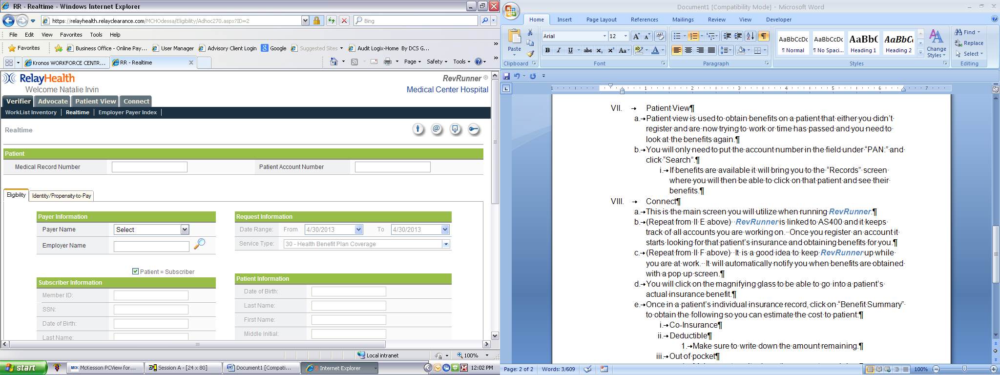 RR - Realtime - Windows Internet Explorer
https://relayhealth.relayclearance.com/MCHOdessa/Eligibility/Adhoc270.aspx?ID=2
Bing
File Edit View Favorites Tools Help
Favorites Business Office - Online Pay... User Manager Advisory Client Login Google Suggested Sites Audit Logix-Home By DCS G...
Kronos WORKFORCE CENTR... RR - Realtime Page Safety Tools
RelayHealth RevRunner ®
Welcome Natalie Irvin Medical Center Hospital
Verifier Advocate Patient View Connect
WorkList Inventory Realtime Employer Payer Index
Realtime
Patient
Medical Record Number Patient Account Number
Eligibility Identity/Propensity-to-Pay
Payer Information
Payer Name Select
Employer Name
Request Information
Date Range: From 4/30/2013 To 4/30/2013
Service Type: 30 - Health Benefit Plan Coverage
Patient = Subscriber
Subscriber Information
Member ID:
SSN:
Date of Birth:
Last Name:
Patient Information
Date of Birth:
Last Name:
First Name:
Middle Initial:
Local intranet 100%
start McKesson PCView for... Session A - [24 x 80] Document1 [Compati... 2 Internet Explorer 12:02 PM
Document1 [Compatibility Mode] - Microsoft Word
Home Insert Page Layout References Mailings Review View Developer
Paste
Clipboard
Arial 12
B I U abc x₂ x² Aa
Font
Paragraph
AaBbCcDc AaBbCcDc AaBbC AaBbCc
¶ Normal ¶ No Spaci... Heading 1 Heading 2
Change Styles
Styles
Find
Replace
Select
Editing
1 1 2 3 4 5 6 7
VII. → Patient View¶
a.→Patient view is used to obtain benefits on a patient that either you didn't
register and are now trying to work or time has passed and you need to
look at the benefits again.¶
b.→You will only need to put the account number in the field under “PAN:” and
click “Search”.¶
i.→If benefits are available it will bring you to the “Records” screen
where you will then be able to click on that patient and see their
benefits.¶
VIII. → Connect¶
a.→This is the main screen you will utilize when running RevRunner.¶
b.→(Repeat from II E above) RevRunner is linked to AS400 and it keeps
track of all accounts you are working on. Once you register an account it
starts looking for that patient's insurance and obtaining benefits for you.¶
c.→(Repeat from II F above) It is a good idea to keep RevRunner up while
you are at work. It will automatically notify you when benefits are obtained
with a pop up screen.¶
d.→You will click on the magnifying glass to be able to go into a patient's
actual insurance benefit.¶
e.→Once in a patient's individual insurance record, click on “Benefit Summary”
to obtain the following so you can estimate the cost to patient:¶
i.→Co-Insurance¶
ii.→Deductible¶
1.→Make sure to write down the amount remaining.¶
iii.→Out of pocket¶
Page: 2 of 2 Words: 3/609 100%